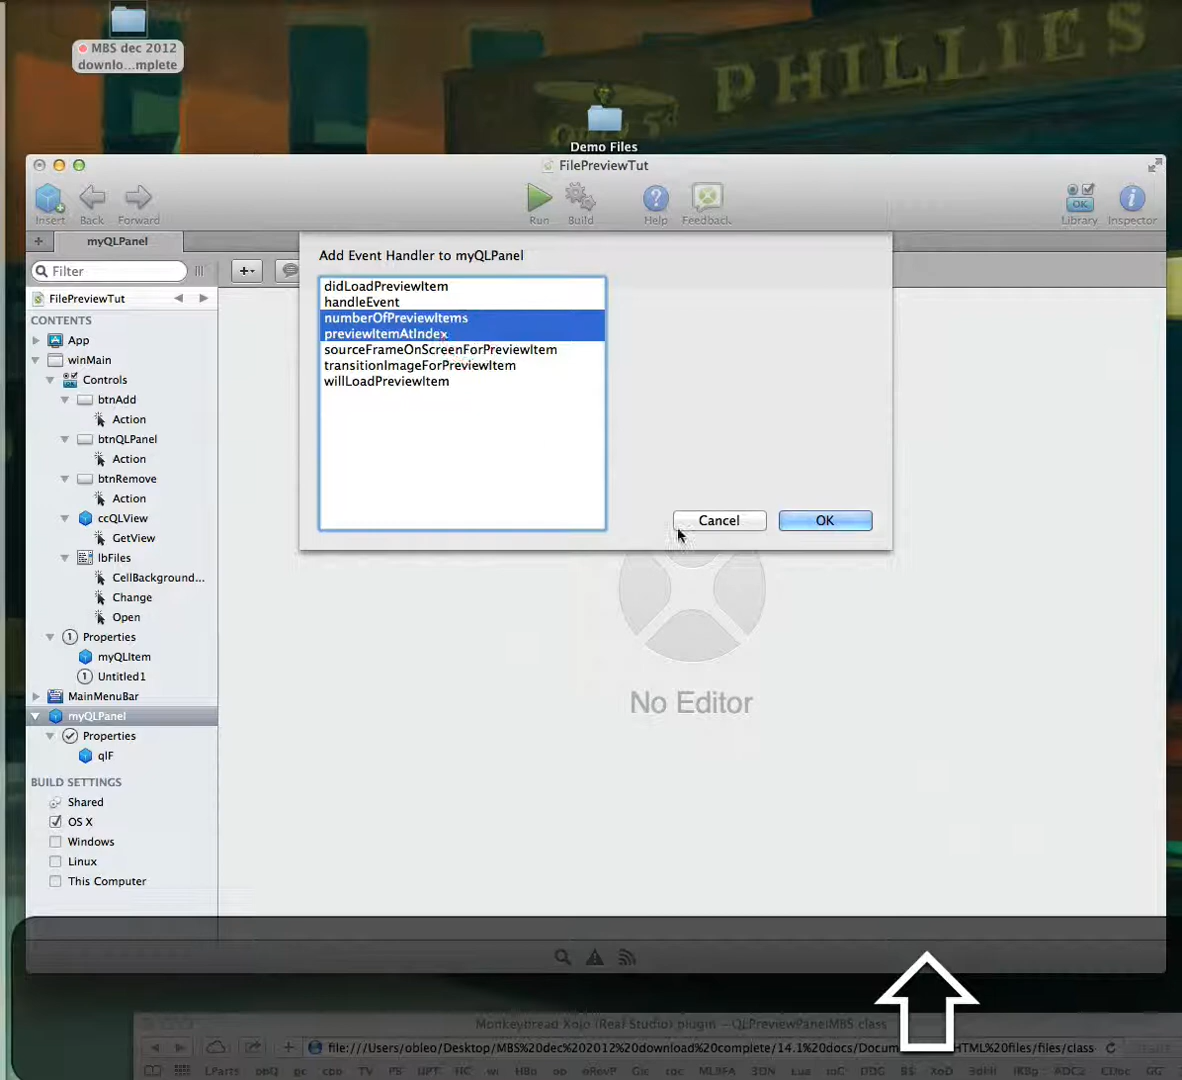 PHILLIES
MBS dec 2012
downlo...mplete
Demo Files
FilePreviewTut
Insert
Back
Forward
Run
Build
Help
Feedback
OK
Library
Inspector
+
myQLPanel
Filter
Add Event Handler to myQLPanel
didLoadPreviewItem
handleEvent
numberOfPreviewItems
previewItemAtIndex
sourceFrameOnScreenForPreviewItem
transitionImageForPreviewItem
willLoadPreviewItem
Cancel
OK
FilePreviewTut
CONTENTS
App
winMain
Controls
btnAdd
Action
btnQLPanel
Action
btnRemove
Action
ccQLView
GetView
lbFiles
CellBackground...
Change
Open
Properties
myQLItem
Untitled1
MainMenuBar
myQLPanel
Properties
qlF
BUILD SETTINGS
Shared
OS X
Windows
Linux
This Computer
No Editor
Monkeybread Xojo (Real Studio) plugin – QLPreviewPanelMBS class
file:///Users/obleo/Desktop/MBS%20dec%202012%20download%20complete/14.1%20docs/Docum HTML%20files/files/class